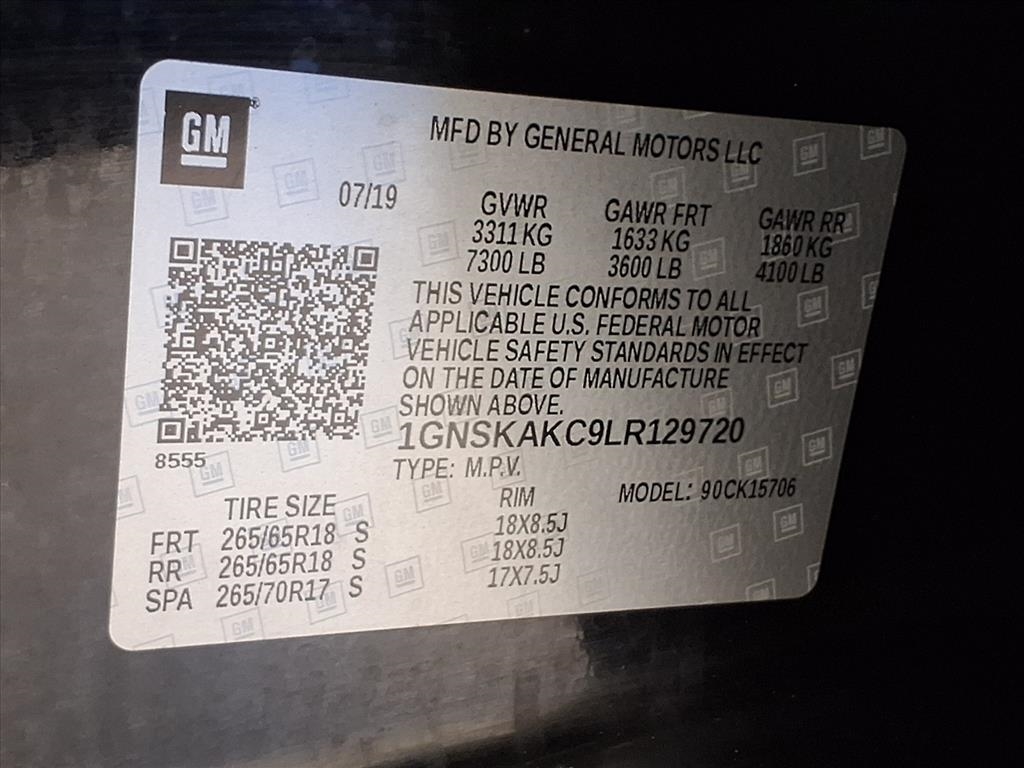 GM
MFD BY GENERAL MOTORS LLC
07/19
GVWR GAWR FRT GAWR RR
3311 KG 1633 KG 1860 KG
7300 LB 3600 LB 4100 LB
THIS VEHICLE CONFORMS TO ALL
APPLICABLE U.S. FEDERAL MOTOR
VEHICLE SAFETY STANDARDS IN EFFECT
ON THE DATE OF MANUFACTURE
SHOWN ABOVE.
1GNSKAKC9LR129720
8555
TYPE: M.P.V.
MODEL: 90CK15706
TIRE SIZE RIM
FRT 265/65R18 S 18X8.5J
RR 265/65R18 S 18X8.5J
SPA 265/70R17 S 17X7.5J